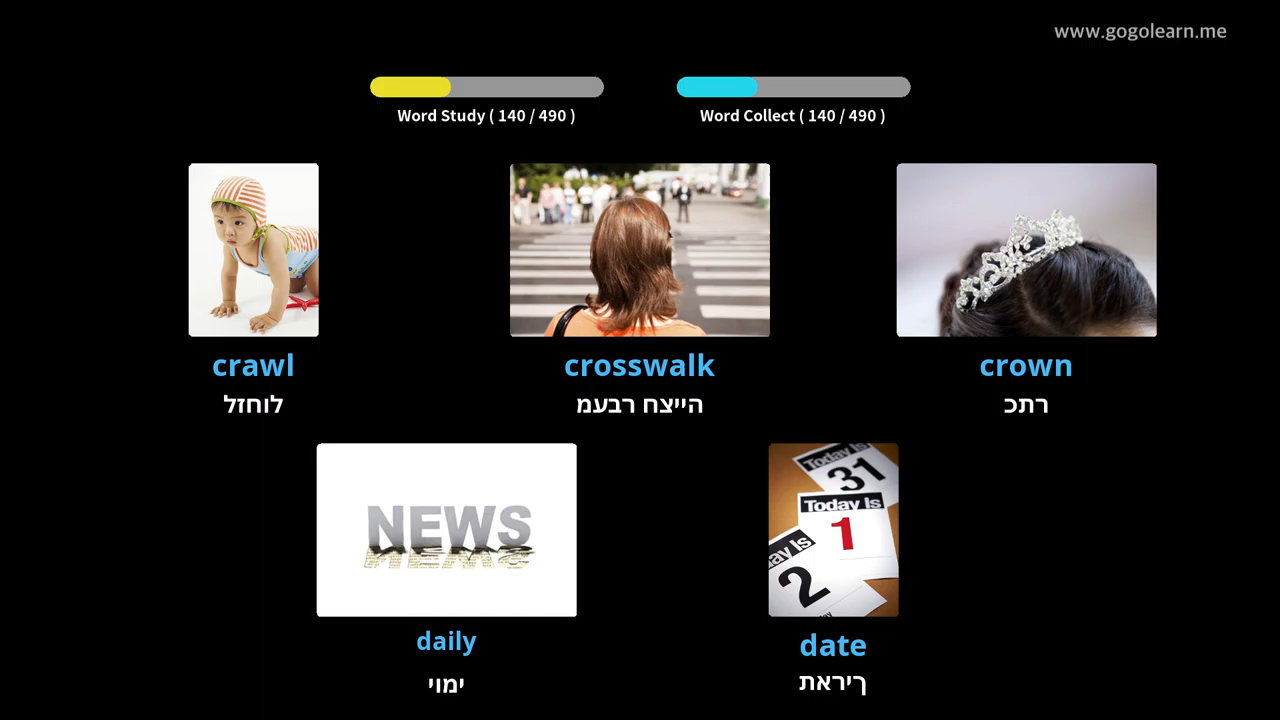 www.gogolearn.me
Word Study ( 140 / 490 )
Word Collect ( 140 / 490 )
crawl
לוחזל
crosswalk
הייצח רבעמ
crown
רתכ
NEWS
daily
ימוי
Today Is
31
Today Is
1
ay Is
2
date
ךיראת